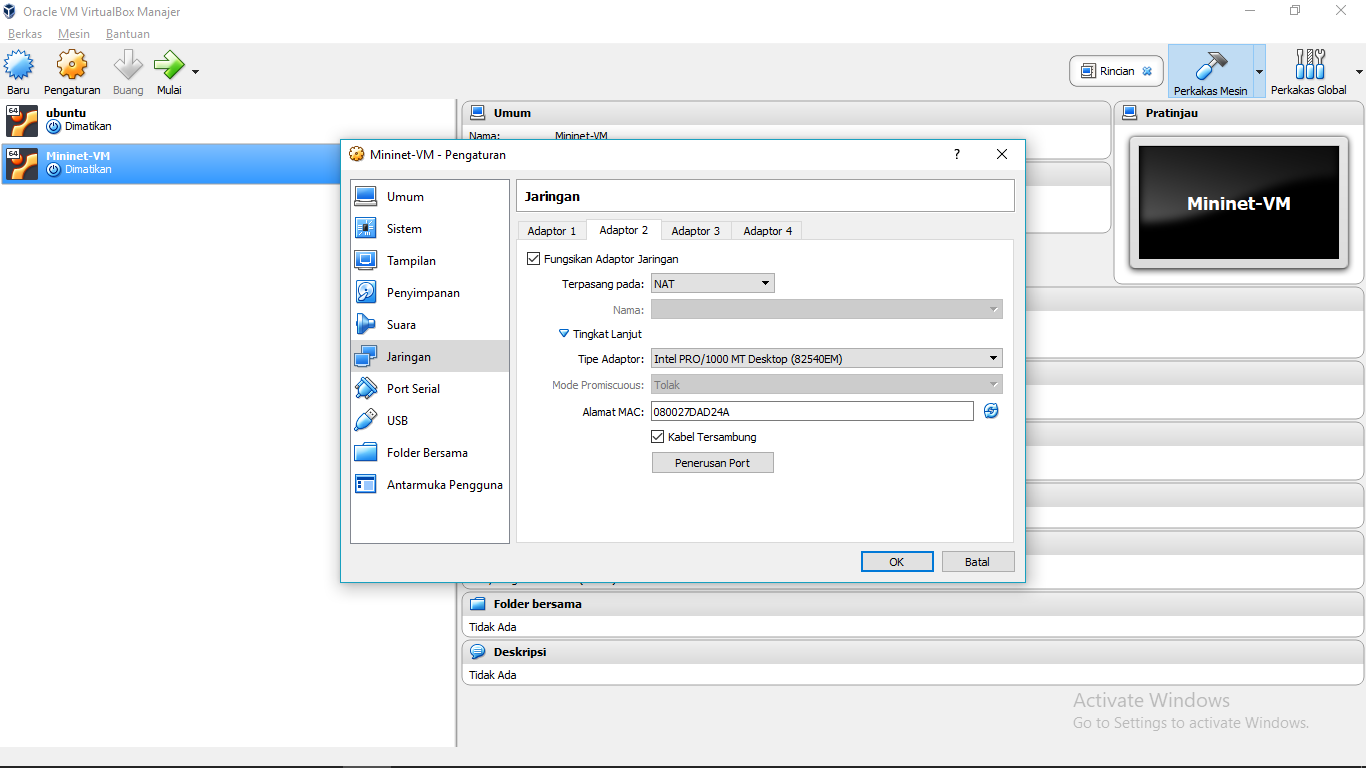 Oracle VM VirtualBox Manajer
Berkas Mesin Bantuan
Baru Pengaturan Buang Mulai
Rincian Perkakas Mesin Perkakas Global
64 ubuntu
Dimatikan
64 Mininet-VM
Dimatikan
Umum
Nama: Mininet-VM
Pratinjau
Mininet-VM
Mininet-VM - Pengaturan ?
Umum
Sistem
Tampilan
Penyimpanan
Suara
Jaringan
Port Serial
USB
Folder Bersama
Antarmuka Pengguna
Jaringan
Adaptor 1 Adaptor 2 Adaptor 3 Adaptor 4
Fungsikan Adaptor Jaringan
Terpasang pada: NAT
Nama:
Tingkat Lanjut
Tipe Adaptor: Intel PRO/1000 MT Desktop (82540EM)
Mode Promiscuous: Tolak
Alamat MAC: 080027DAD24A
Kabel Tersambung
Penerusan Port
OK Batal
Folder bersama
Tidak Ada
Deskripsi
Tidak Ada
Activate Windows
Go to Settings to activate Windows.